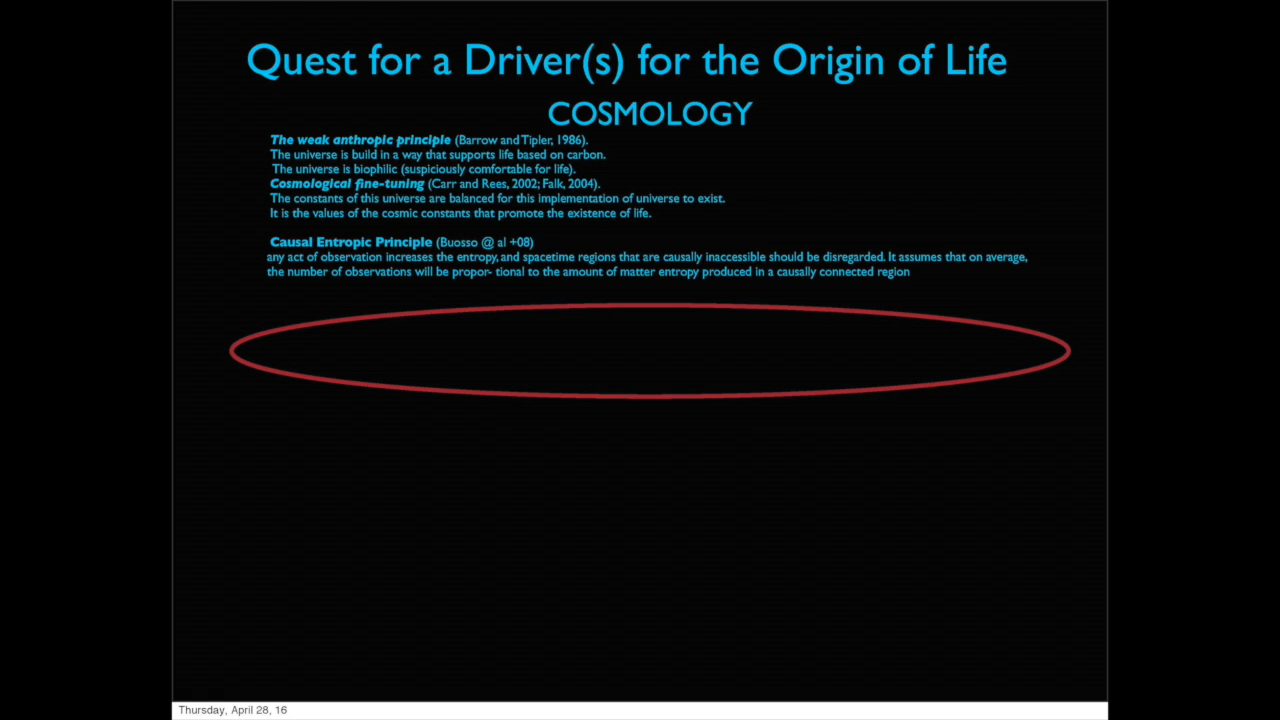 Quest for a Driver(s) for the Origin of Life
COSMOLOGY
The weak anthropic principle (Barrow and Tipler, 1986).
The universe is build in a way that supports life based on carbon.
The universe is biophilic (suspiciously comfortable for life).
Cosmological fine-tuning (Carr and Rees, 2002; Falk, 2004).
The constants of this universe are balanced for this implementation of universe to exist.
It is the values of the cosmic constants that promote the existence of life.
Causal Entropic Principle (Buosso @ al +08)
any act of observation increases the entropy, and spacetime regions that are causally inaccessible should be disregarded. It assumes that on average,
the number of observations will be propor- tional to the amount of matter entropy produced in a causally connected region
Thursday, April 28, 16